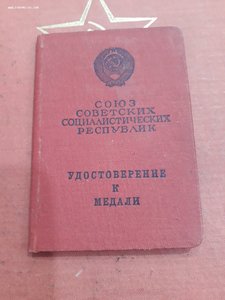 СОЮЗ
СОВЕТСКИХ
СОЦИАЛИСТИЧЕСКИХ
РЕСПУБЛИК
УДОСТОВЕРЕНИЕ
К
МЕДАЛИ